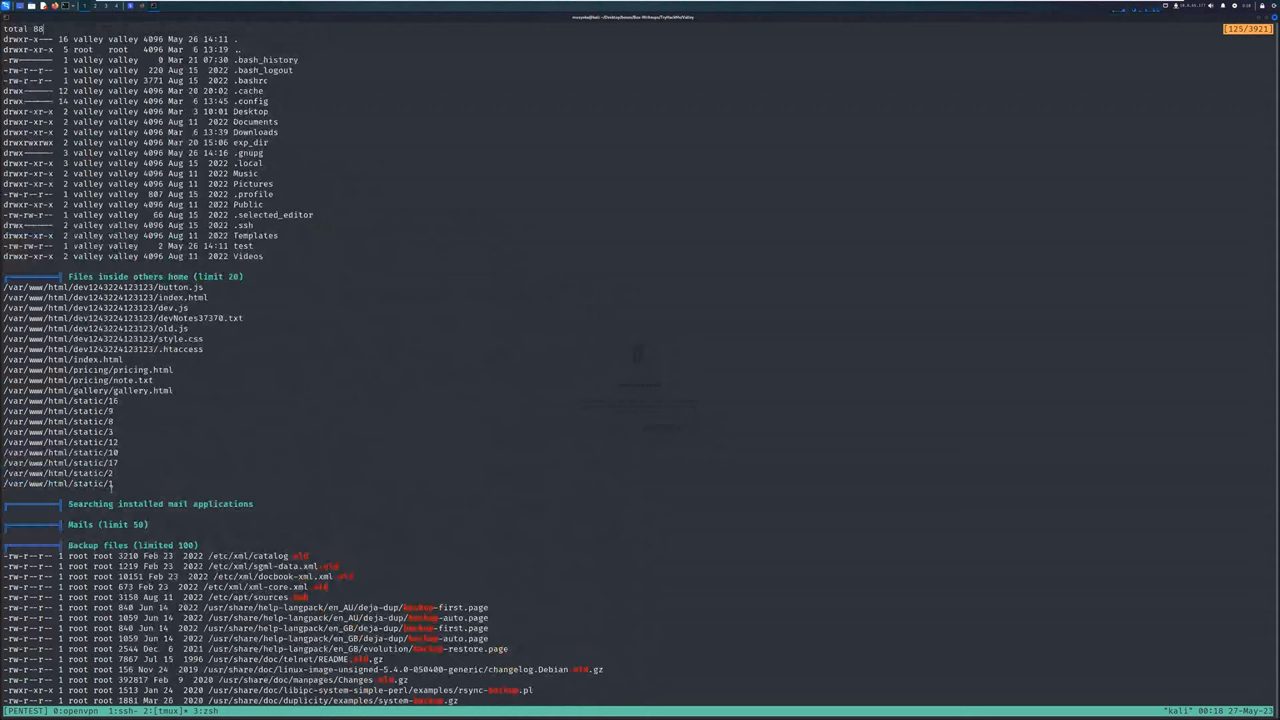 musyoka@kali: ~/Desktop/boxes/Box-Writeups/TryHackMe/Valley
total 88
[125/3921]
drwxr-x--- 16 valley valley 4096 May 26 14:11 .
drwxr-xr-x 5 root root 4096 Mar 6 13:19 ..
-rw------- 1 valley valley 0 Mar 21 07:30 .bash_history
-rw-r--r-- 1 valley valley 220 Aug 15 2022 .bash_logout
-rw-r--r-- 1 valley valley 3771 Aug 15 2022 .bashrc
drwx------ 12 valley valley 4096 Mar 20 20:02 .cache
drwx------ 14 valley valley 4096 Mar 6 13:45 .config
drwxr-xr-x 2 valley valley 4096 Mar 3 10:01 Desktop
drwxr-xr-x 2 valley valley 4096 Aug 11 2022 Documents
drwxr-xr-x 2 valley valley 4096 Mar 6 13:39 Downloads
drwxrwxrwx 2 valley valley 4096 Mar 20 15:06 exp_dir
drwx------ 3 valley valley 4096 May 26 14:16 .gnupg
drwxr-xr-x 3 valley valley 4096 Aug 15 2022 .local
drwxr-xr-x 2 valley valley 4096 Aug 11 2022 Music
drwxr-xr-x 2 valley valley 4096 Aug 11 2022 Pictures
-rw-r--r-- 1 valley valley 807 Aug 15 2022 .profile
drwxr-xr-x 2 valley valley 4096 Aug 11 2022 Public
-rw-rw-r-- 1 valley valley 66 Aug 15 2022 .selected_editor
drwx------ 2 valley valley 4096 Aug 15 2022 .ssh
drwxr-xr-x 2 valley valley 4096 Aug 11 2022 Templates
-rw-rw-r-- 1 valley valley 2 May 26 14:11 test
drwxr-xr-x 2 valley valley 4096 Aug 11 2022 Videos
Files inside others home (limit 20)
/var/www/html/dev1243224123123/button.js
/var/www/html/dev1243224123123/index.html
/var/www/html/dev1243224123123/dev.js
/var/www/html/dev1243224123123/devNotes37370.txt
/var/www/html/dev1243224123123/old.js
/var/www/html/dev1243224123123/style.css
/var/www/html/dev1243224123123/.htaccess
/var/www/html/index.html
/var/www/html/pricing/pricing.html
/var/www/html/pricing/note.txt
/var/www/html/gallery/gallery.html
/var/www/html/static/16
/var/www/html/static/9
/var/www/html/static/8
/var/www/html/static/3
/var/www/html/static/12
/var/www/html/static/10
/var/www/html/static/17
/var/www/html/static/2
/var/www/html/static/1
Searching installed mail applications
Mails (limit 50)
Backup files (limited 100)
-rw-r--r-- 1 root root 3210 Feb 23 2022 /etc/xml/catalog.old
-rw-r--r-- 1 root root 1219 Feb 23 2022 /etc/xml/sgml-data.xml.old
-rw-r--r-- 1 root root 10151 Feb 23 2022 /etc/xml/docbook-xml.xml.old
-rw-r--r-- 1 root root 673 Feb 23 2022 /etc/xml/xml-core.xml.old
-rw-r--r-- 1 root root 3158 Aug 11 2022 /etc/apt/sources.bak
-rw-r--r-- 1 root root 840 Jun 14 2022 /usr/share/help-langpack/en_AU/deja-dup/backup-first.page
-rw-r--r-- 1 root root 1059 Jun 14 2022 /usr/share/help-langpack/en_AU/deja-dup/backup-auto.page
-rw-r--r-- 1 root root 840 Jun 14 2022 /usr/share/help-langpack/en_GB/deja-dup/backup-first.page
-rw-r--r-- 1 root root 1059 Jun 14 2022 /usr/share/help-langpack/en_GB/deja-dup/backup-auto.page
-rw-r--r-- 1 root root 2544 Dec 6 2021 /usr/share/help-langpack/en_GB/evolution/backup-restore.page
-rw-r--r-- 1 root root 7867 Jul 15 1996 /usr/share/doc/telnet/README.old.gz
-rw-r--r-- 1 root root 156 Nov 24 2019 /usr/share/doc/linux-image-unsigned-5.4.0-050400-generic/changelog.Debian.old.gz
-rw-r--r-- 1 root root 392817 Feb 9 2020 /usr/share/doc/manpages/Changes.old.gz
-rwxr-xr-x 1 root root 1513 Jan 24 2020 /usr/share/doc/libipc-system-simple-perl/examples/rsync-backup.pl
-rw-r--r-- 1 root root 1881 Mar 26 2020 /usr/share/doc/duplicity/examples/system-backup.gz
[PENTEST] 0:openvpn 1:ssh- 2:[tmux]* 3:zsh
"kali" 00:18 27-May-23